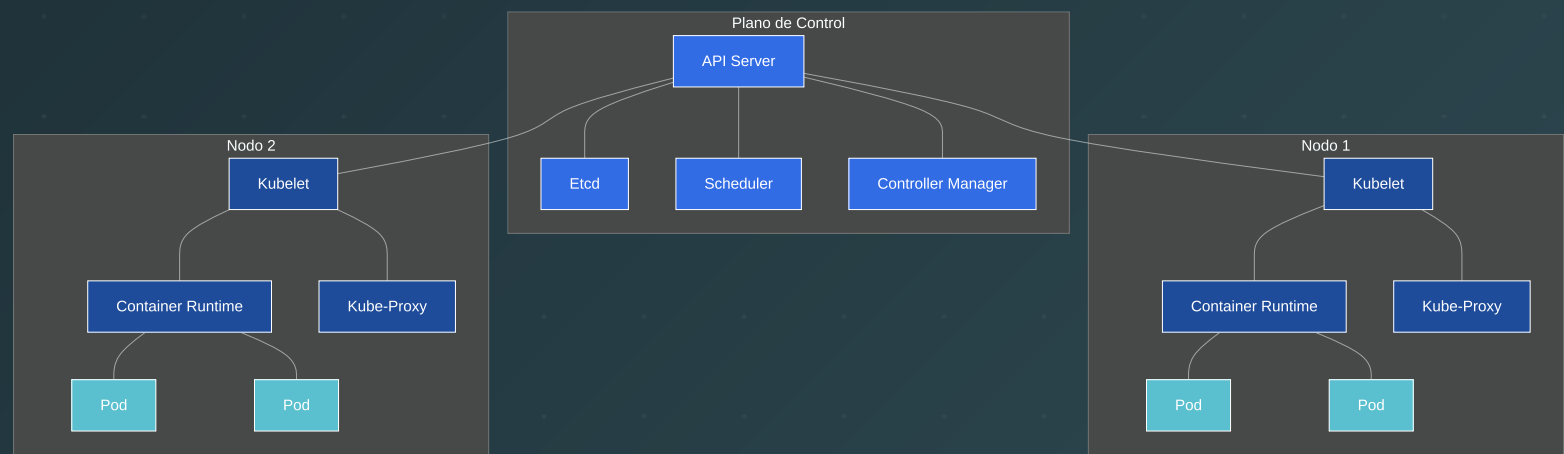 Plano de Control
API Server
Etcd
Scheduler
Controller Manager
Nodo 2
Kubelet
Container Runtime
Kube-Proxy
Pod
Pod
Nodo 1
Kubelet
Container Runtime
Kube-Proxy
Pod
Pod